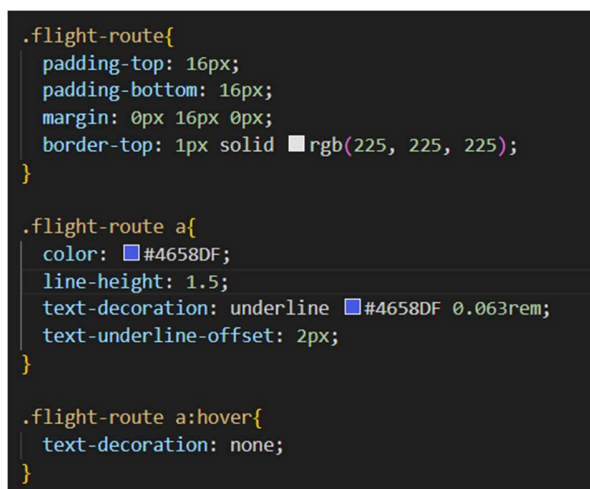 .flight-route{
padding-top: 16px;
padding-bottom: 16px;
margin: 0px 16px 0px;
border-top: 1px solid rgb(225, 225, 225);
}
.flight-route a{
color: #4658DF;
line-height: 1.5;
text-decoration: underline #4658DF 0.063rem;
text-underline-offset: 2px;
}
.flight-route a:hover{
text-decoration: none;
}